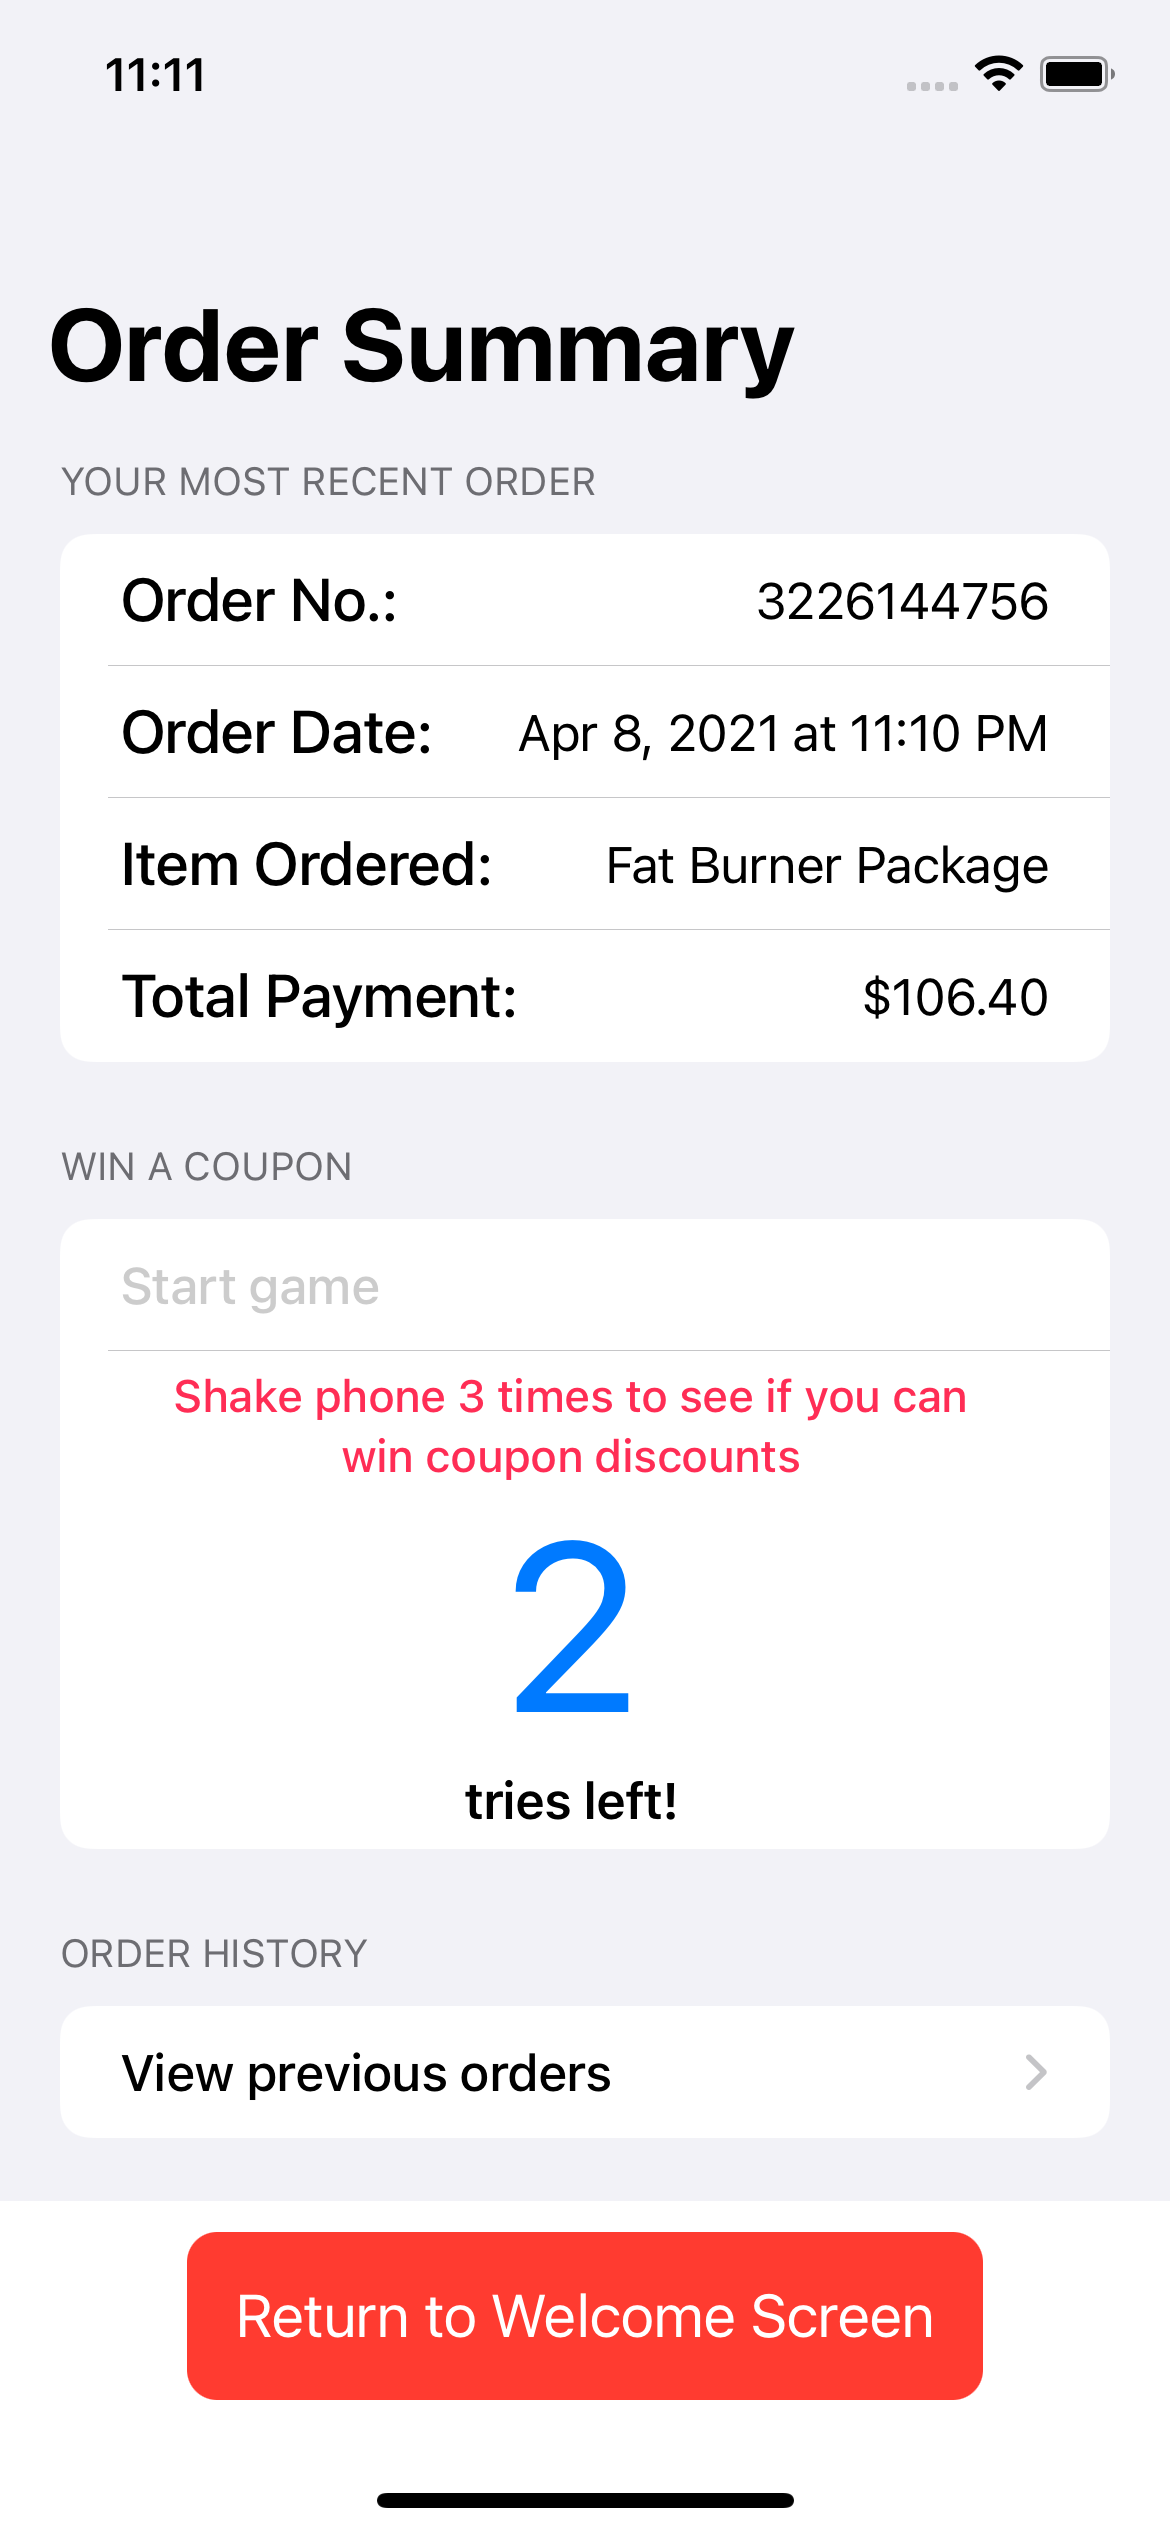 11:11
Order Summary
YOUR MOST RECENT ORDER
Order No.: 3226144756
Order Date: Apr 8, 2021 at 11:10 PM
Item Ordered: Fat Burner Package
Total Payment: $106.40
WIN A COUPON
Start game
Shake phone 3 times to see if you can
win coupon discounts
2
tries left!
ORDER HISTORY
View previous orders
Return to Welcome Screen